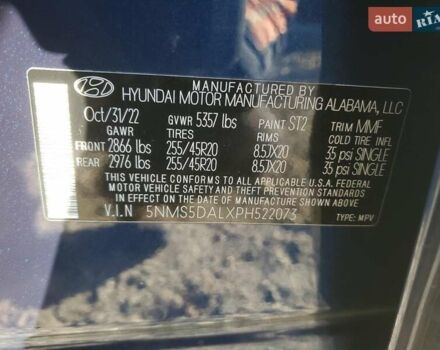 auto RIA.com
MANUFACTURED BY
HYUNDAI MOTOR MANUFACTURING ALABAMA, LLC
Oct/31/22 GVWR 5357 lbs PAINT ST2 TRIM MMF
GAWR TIRES RIMS COLD TIRE INFL
FRONT 2866 lbs 255/45R20 8.5JX20 35 psi SINGLE
REAR 2976 lbs 255/45R20 8.5JX20 35 psi SINGLE
THIS VEHICLE CONFORMS TO ALL APPLICABLE U.S.A FEDERAL
MOTOR VEHICLE SAFETY AND THEFT PREVENTION STANDARDS
IN EFFECT ON THE DATE OF MANUFACTURE SHOWN ABOVE.
V.I.N 5NMS5DALXPH522073 TYPE: MPV